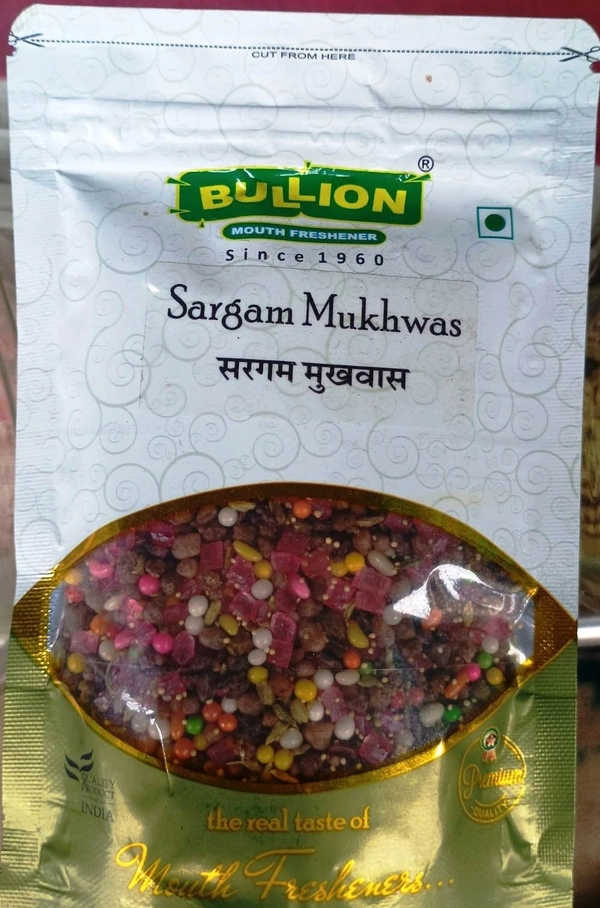 CUT FROM HERE
BULLION ®
MOUTH FRESHENER
Since 1960
Sargam Mukhwas
सरगम मुखवास
QUALITY
PRODUCT
INDIA
Premium
QUALITY
the real taste of
Mouth Fresheners...